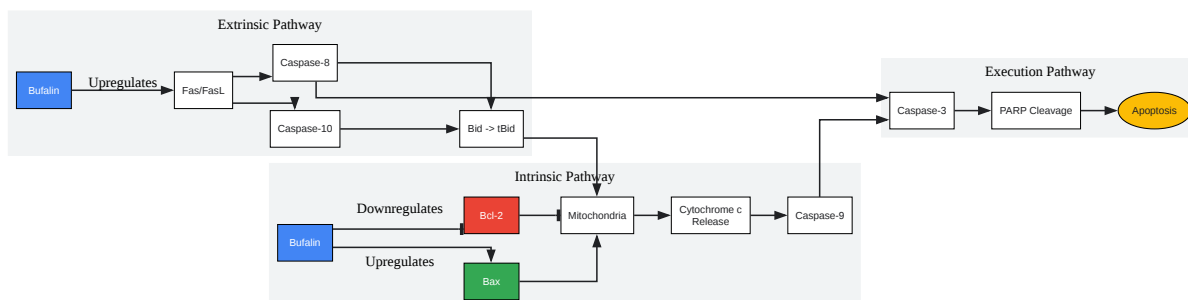 Extrinsic Pathway
Bufalin
Upregulates
Fas/FasL
Caspase-8
Caspase-10
Bid -> tBid
Execution Pathway
Caspase-3
PARP Cleavage
Apoptosis
Intrinsic Pathway
Bufalin
Downregulates
Upregulates
Bcl-2
Bax
Mitochondria
Cytochrome c
Release
Caspase-9